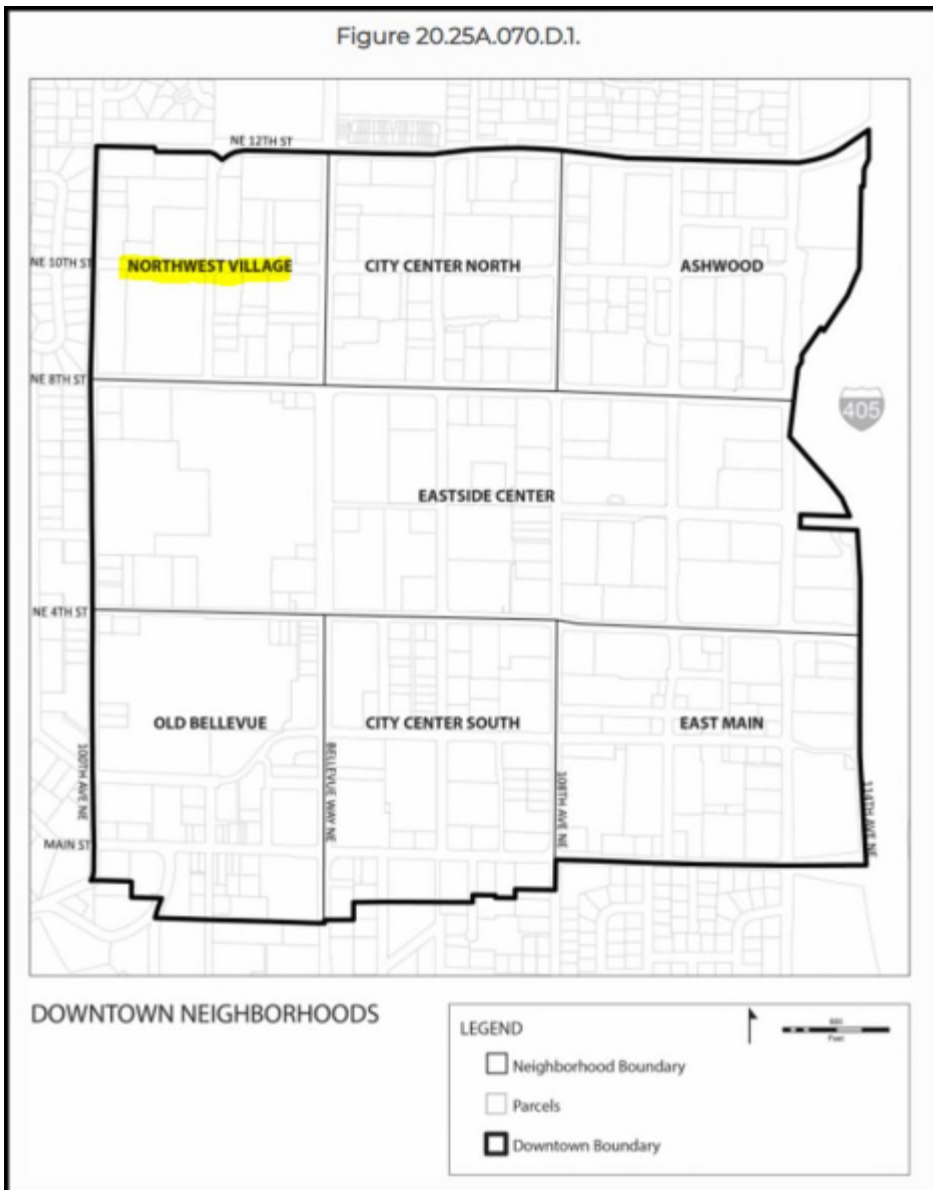 Figure 20.25A.070.D.1.
NE 12TH ST
NE 10TH ST
NORTHWEST VILLAGE
CITY CENTER NORTH
ASHWOOD
NE 8TH ST
405
EASTSIDE CENTER
NE 4TH ST
OLD BELLEVUE
CITY CENTER SOUTH
EAST MAIN
100TH AVE NE
BELLEVUE WAY NE
108TH AVE NE
114TH AVE NE
MAIN ST
DOWNTOWN NEIGHBORHOODS
LEGEND
Feet
Neighborhood Boundary
Parcels
Downtown Boundary